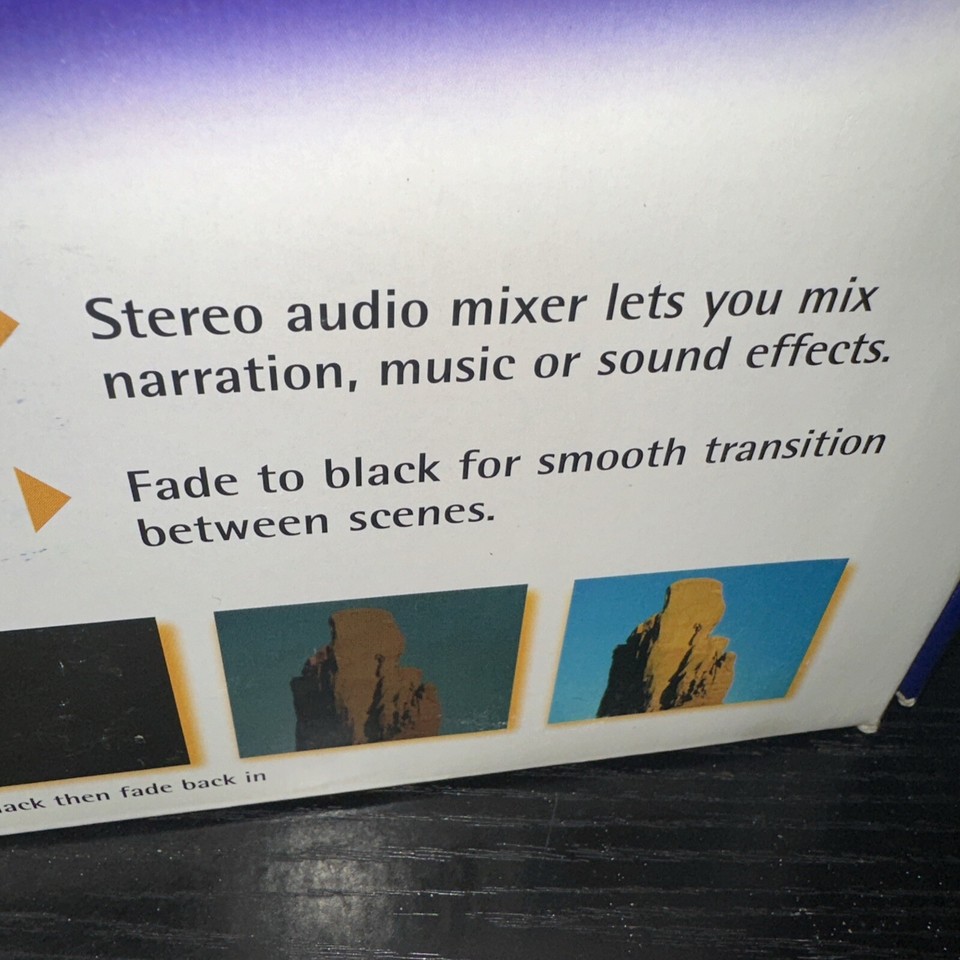 Stereo audio mixer lets you mix
narration, music or sound effects.
Fade to black for smooth transition
between scenes.
then fade back in